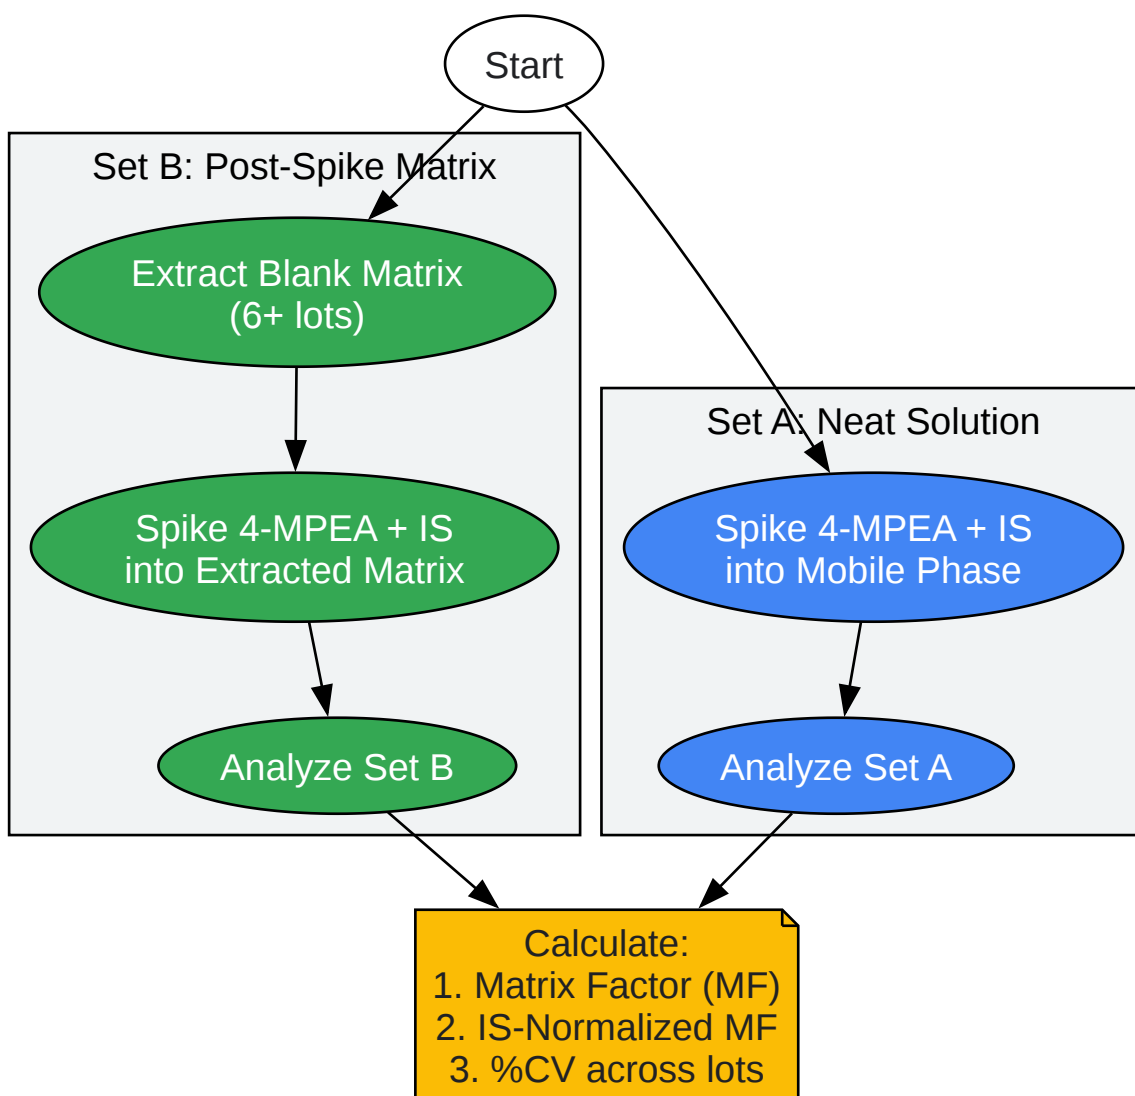 Start
Set B: Post-Spike Matrix
Extract Blank Matrix
(6+ lots)
Spike 4-MPEA + IS
into Extracted Matrix
Analyze Set B
Set A: Neat Solution
Spike 4-MPEA + IS
into Mobile Phase
Analyze Set A
Calculate:
1. Matrix Factor (MF)
2. IS-Normalized MF
3. %CV across lots